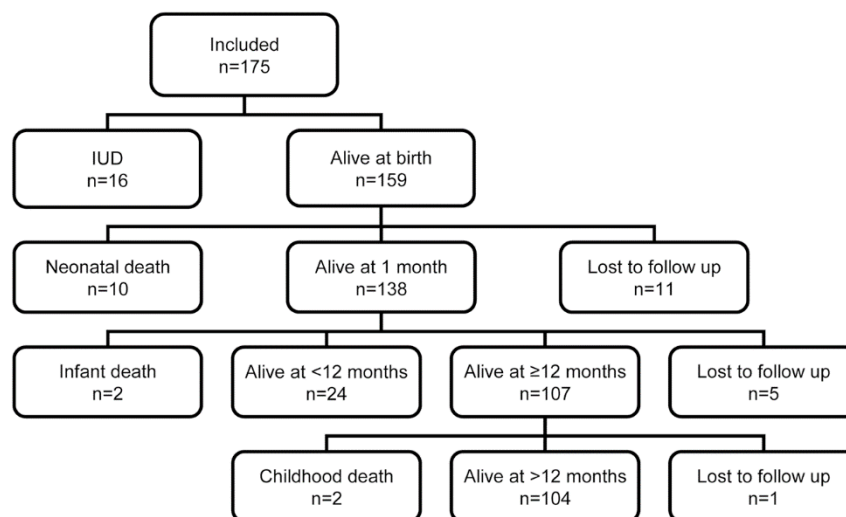 Included
n=175
IUD
n=16
Alive at birth
n=159
Neonatal death
n=10
Alive at 1 month
n=138
Lost to follow up
n=11
Infant death
n=2
Alive at <12 months
n=24
Alive at ≥12 months
n=107
Lost to follow up
n=5
Childhood death
n=2
Alive at >12 months
n=104
Lost to follow up
n=1